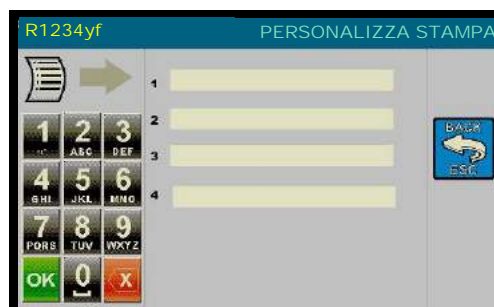 R1234yf PERSONALIZZA STAMPA
1
2
3
4
1 2 3
ABC DEF
4 5 6
GHI JKL MNO
7 8 9
PQRS TUV WXYZ
OK 0 X
BACK
ESC